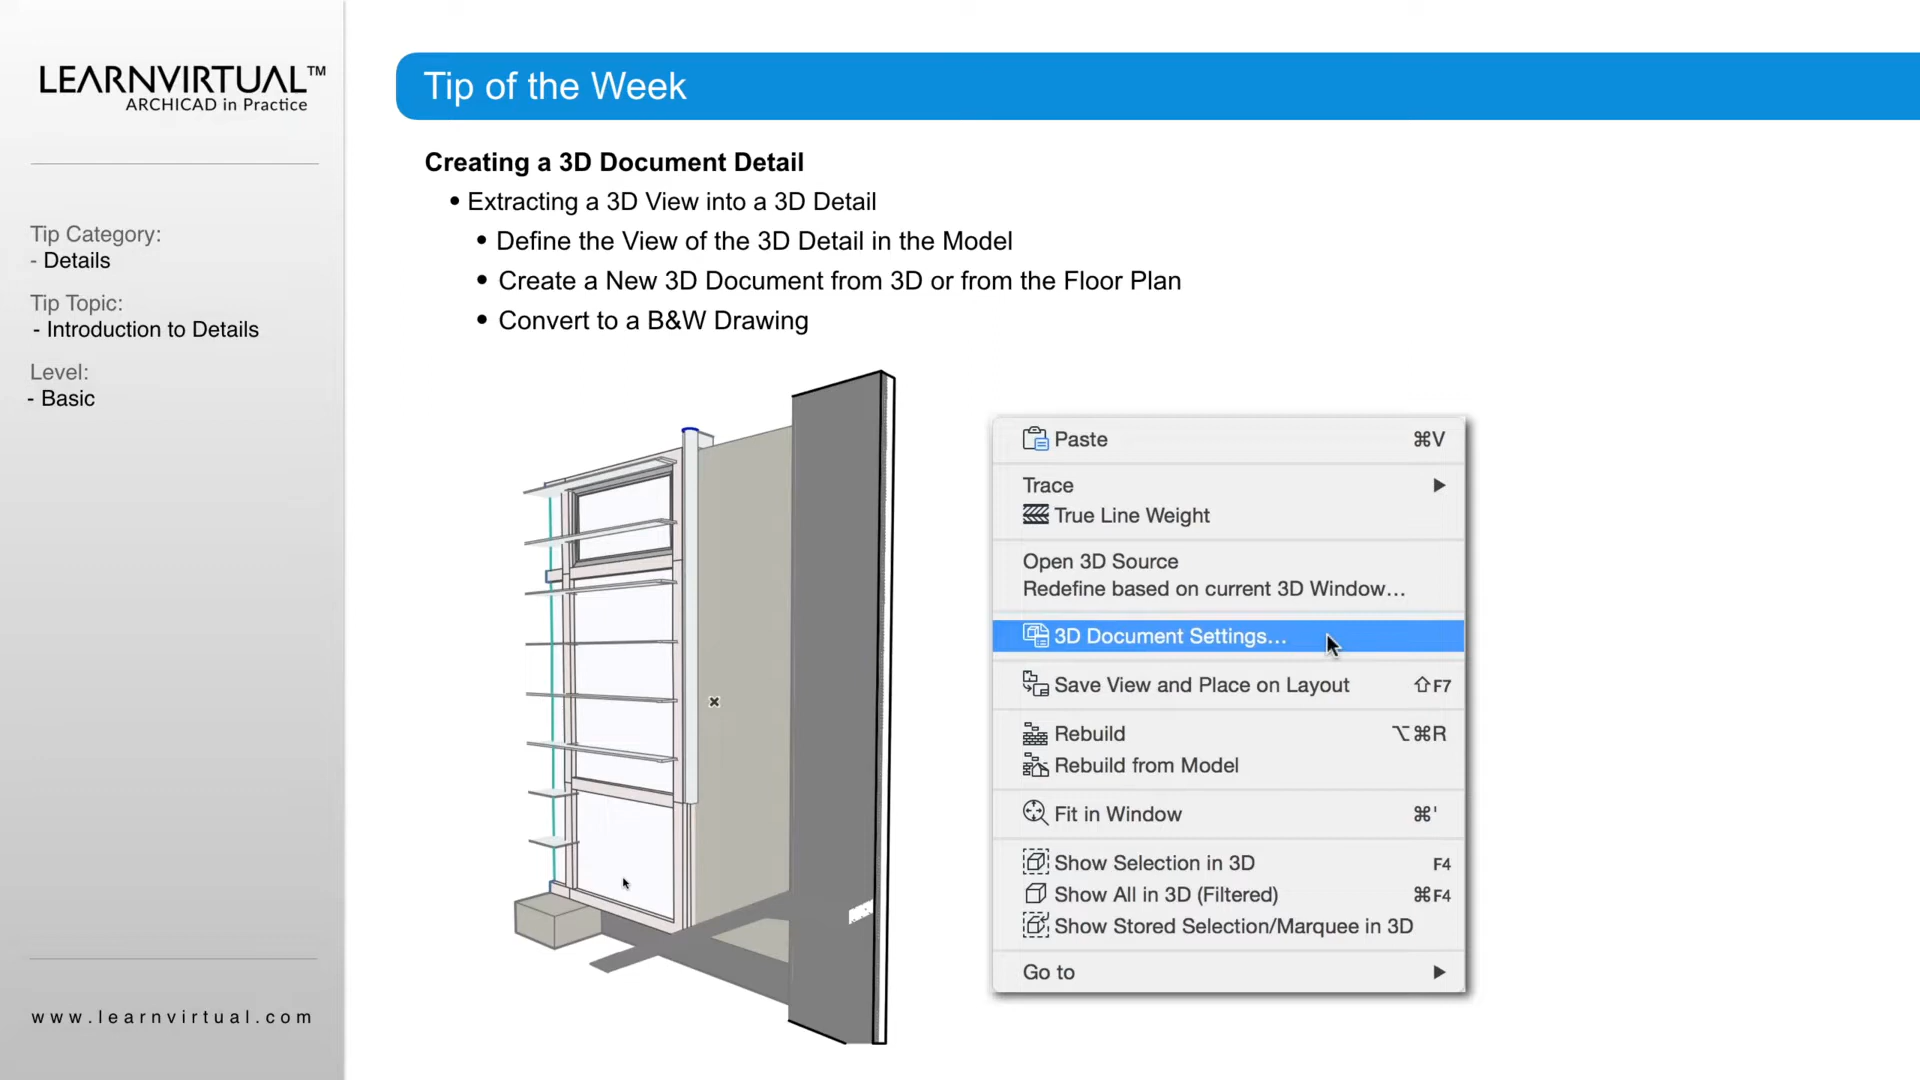 LEARNVIRTUAL™
ARCHICAD in Practice
Tip Category:
- Details
Tip Topic:
- Introduction to Details
Level:
- Basic
www.learnvirtual.com
Tip of the Week
Creating a 3D Document Detail
• Extracting a 3D View into a 3D Detail
• Define the View of the 3D Detail in the Model
• Create a New 3D Document from 3D or from the Floor Plan
• Convert to a B&W Drawing
Paste ⌘V
Trace ▶
True Line Weight
Open 3D Source
Redefine based on current 3D Window...
3D Document Settings...
Save View and Place on Layout ⇧F7
Rebuild ⌥⌘R
Rebuild from Model
Fit in Window ⌘'
Show Selection in 3D F4
Show All in 3D (Filtered) ⌘F4
Show Stored Selection/Marquee in 3D
Go to ▶